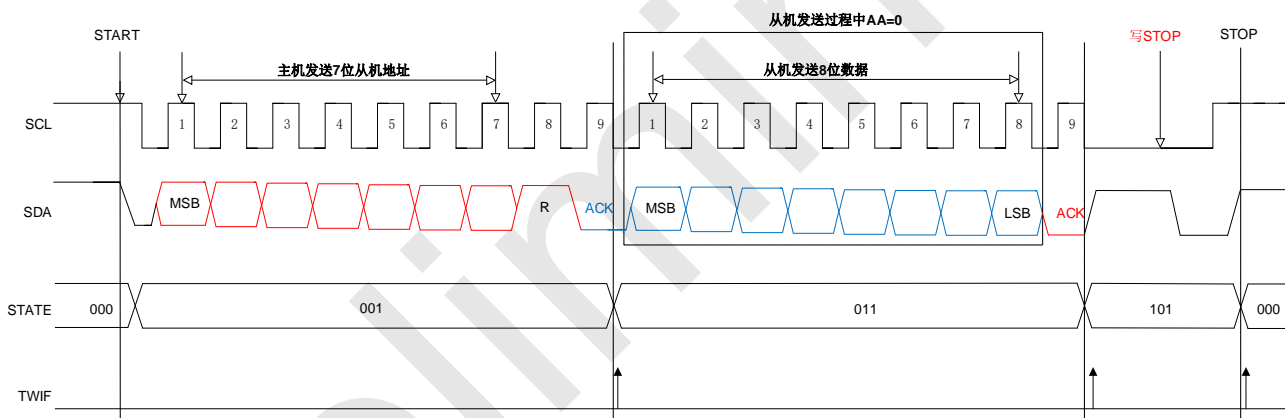 从机发送过程中AA=0
START
写STOP
STOP
主机发送7位从机地址
从机发送8位数据
SCL
1 2 3 4 5 6 7 8 9 1 2 3 4 5 6 7 8 9
SDA
MSB R ACK MSB LSB ACK
STATE
000 001 011 101 000
TWIF